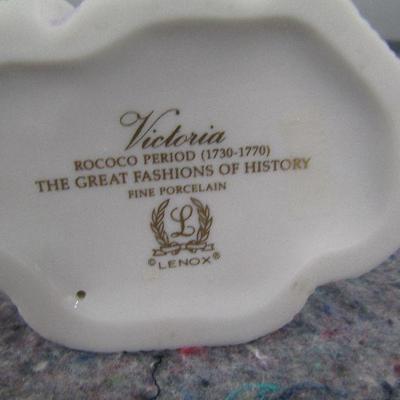 Victoria
ROCOCO PERIOD (1730-1770)
THE GREAT FASHIONS OF HISTORY
FINE PORCELAIN
L
© LENOX®